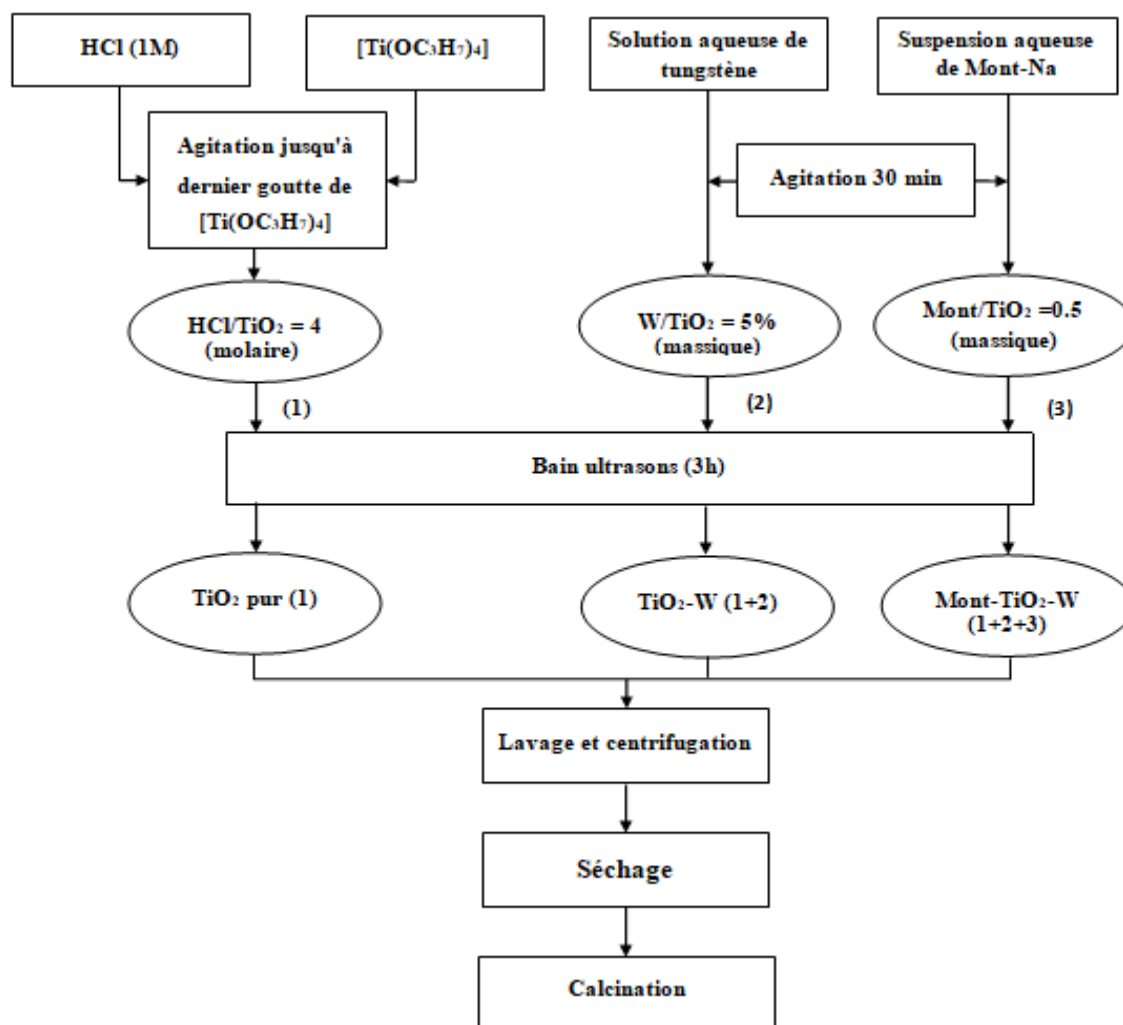 HCl (1M)
[Ti(OC₃H₇)₄]
Solution aqueuse de
tungstène
Suspension aqueuse
de Mont-Na
Agitation jusqu'à
dernier goutte de
[Ti(OC₃H₇)₄]
Agitation 30 min
HCl/TiO₂ = 4
(molaire)
W/TiO₂ = 5%
(massique)
Mont/TiO₂ =0.5
(massique)
(1)
(2)
(3)
Bain ultrasons (3h)
TiO₂ pur (1)
TiO₂-W (1+2)
Mont-TiO₂-W
(1+2+3)
Lavage et centrifugation
Séchage
Calcination